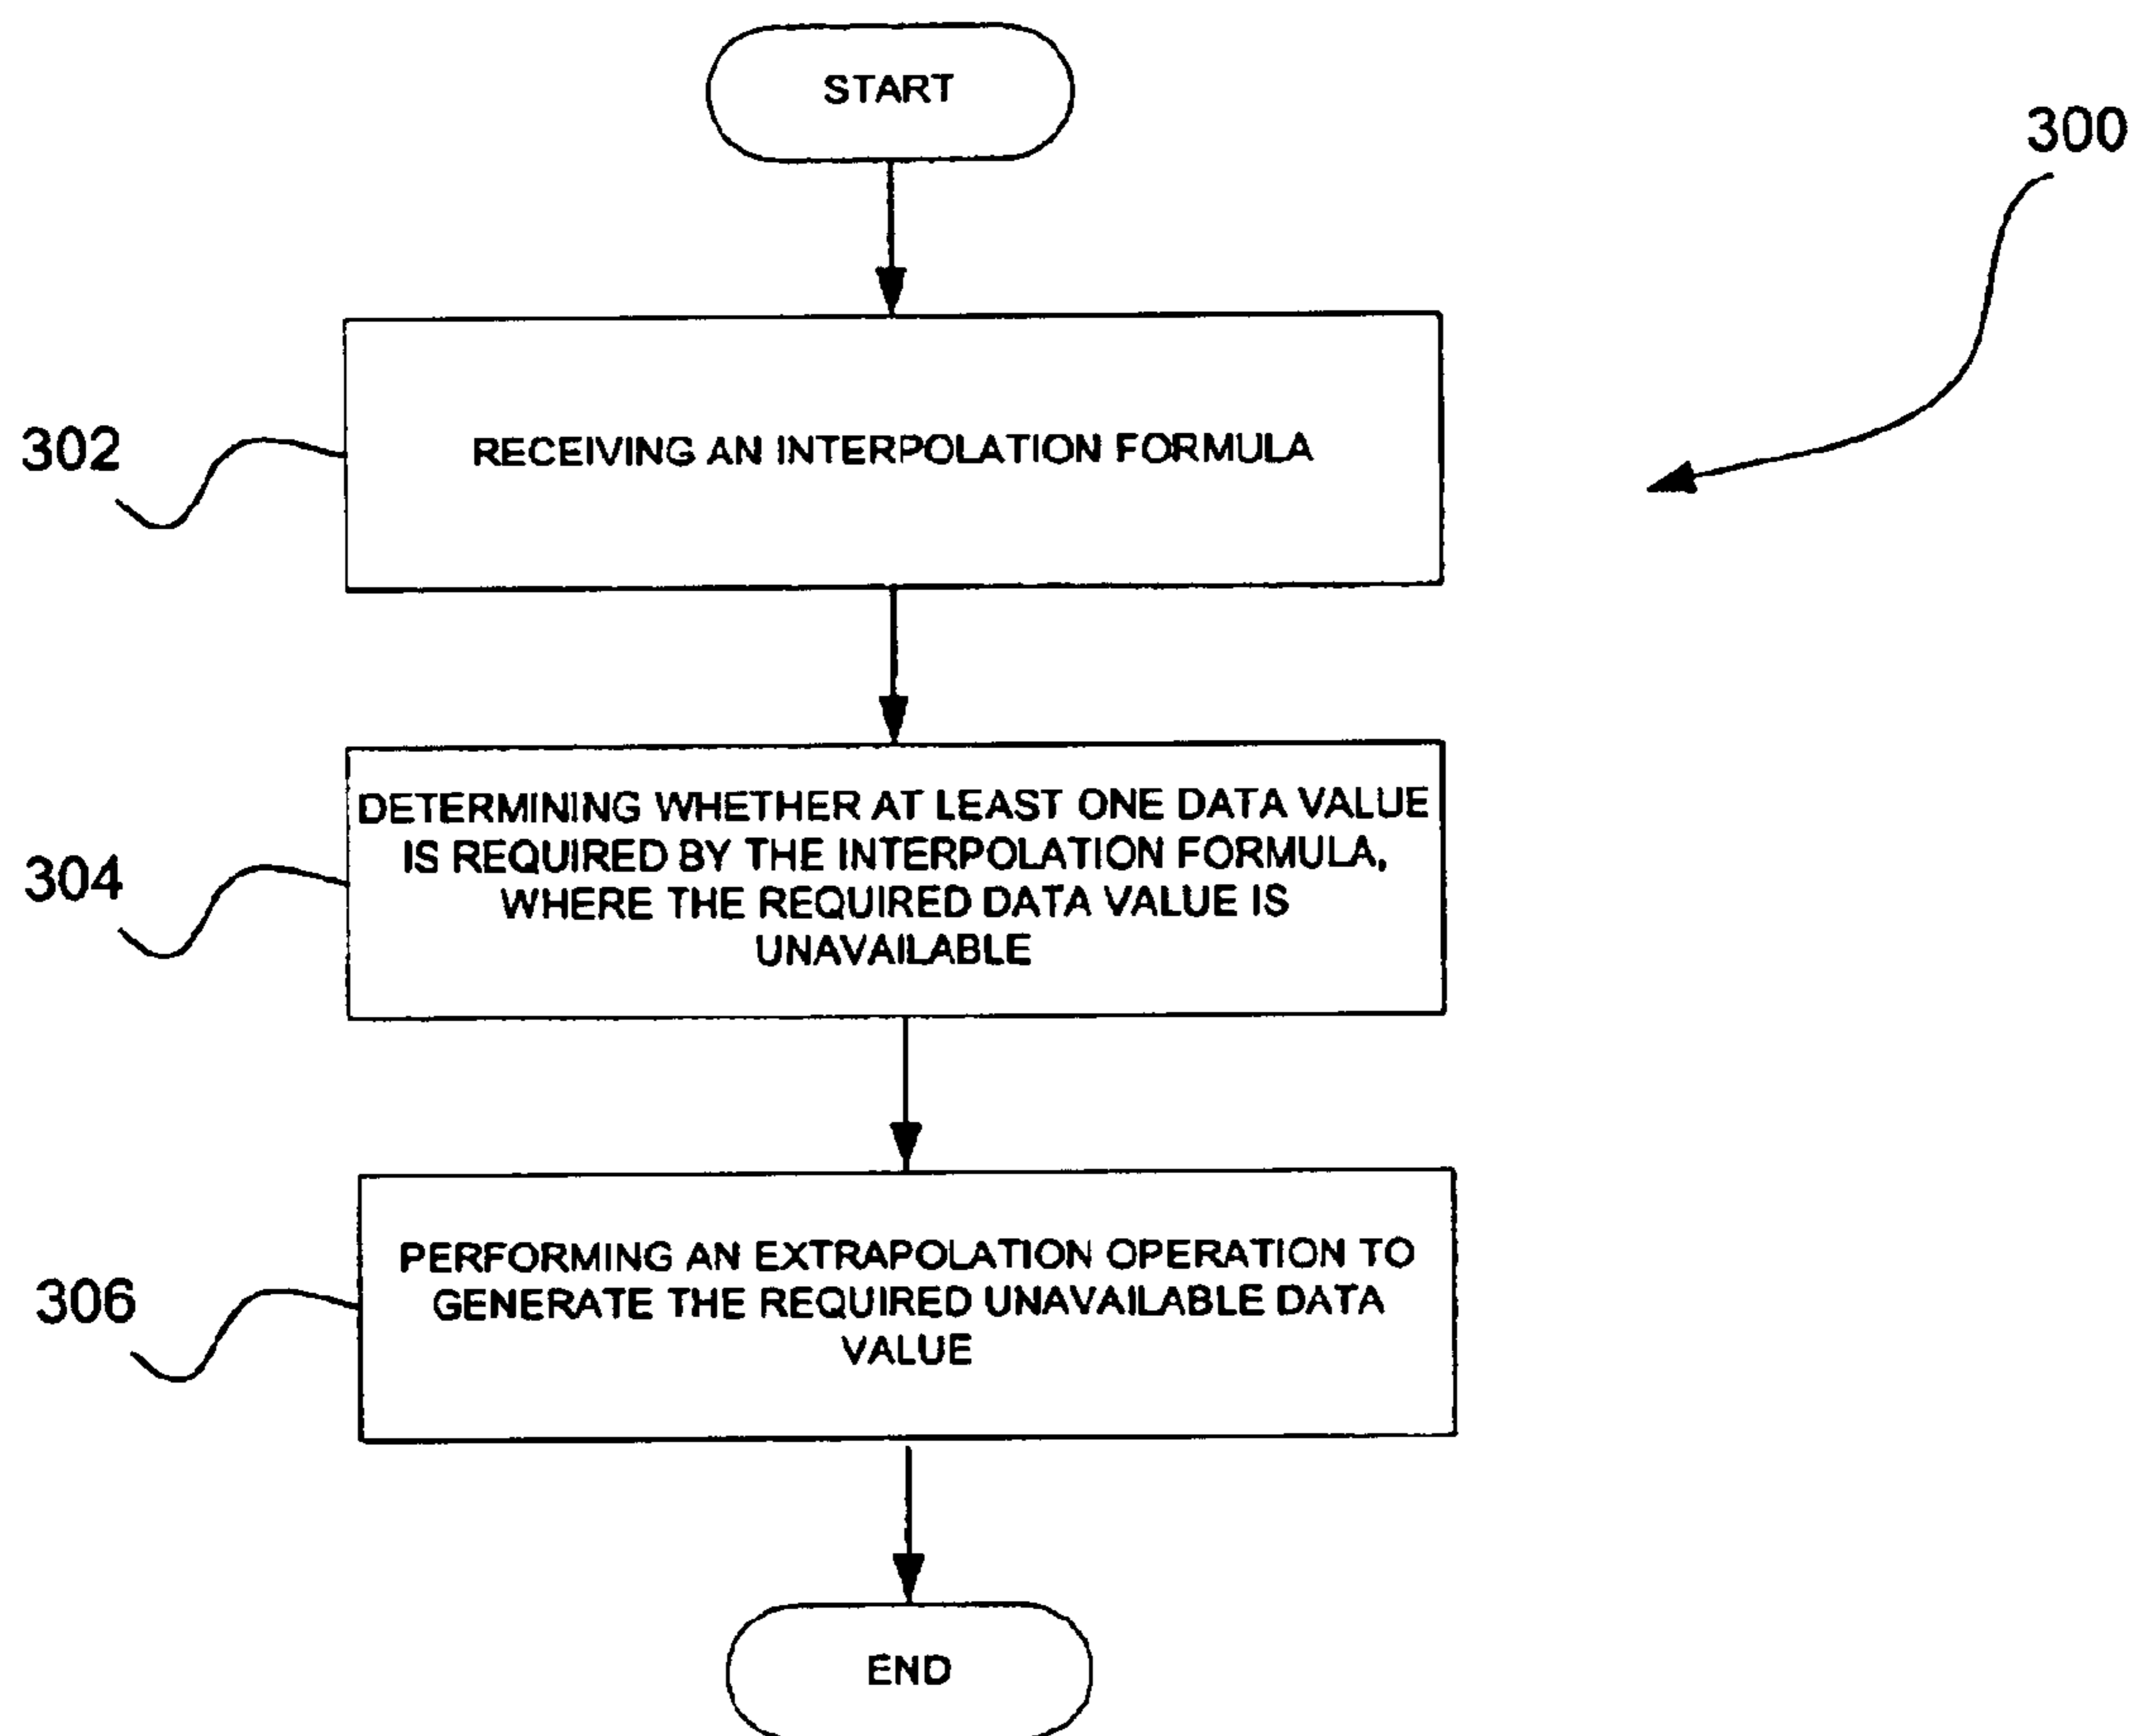 START
300
302
RECEIVING AN INTERPOLATION FORMULA
304
DETERMINING WHETHER AT LEAST ONE DATA VALUE
IS REQUIRED BY THE INTERPOLATION FORMULA,
WHERE THE REQUIRED DATA VALUE IS
UNAVAILABLE
306
PERFORMING AN EXTRAPOLATION OPERATION TO
GENERATE THE REQUIRED UNAVAILABLE DATA
VALUE
END